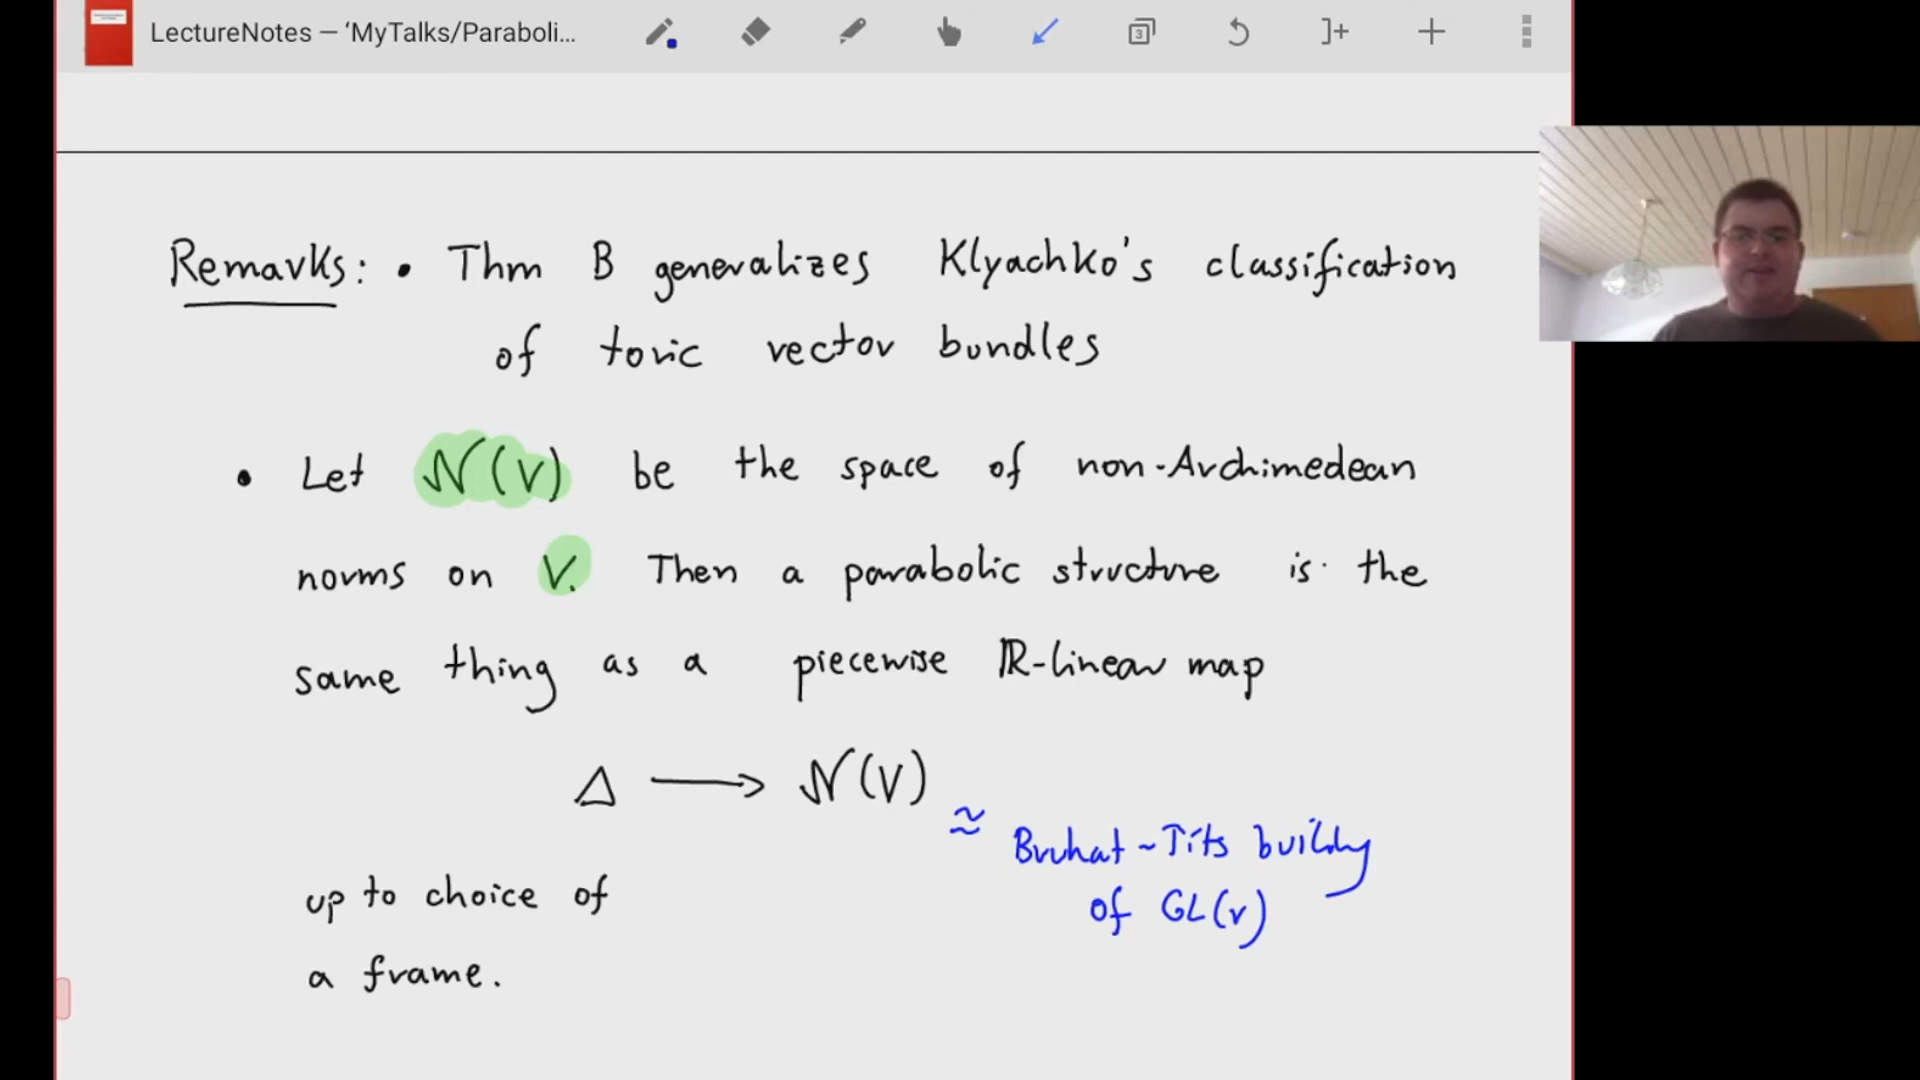 LectureNotes – ‘MyTalks/Paraboli...
3
Remarks: • Thm B generalizes Klyachko's classification
of toric vector bundles
• Let N(V) be the space of non-Archimedean
norms on V. Then a parabolic structure is the
same thing as a piecewise ℝ-linear map
Δ ⟶ N(V)
≈ Bruhat-Tits building
of GL(V)
up to choice of
a frame.